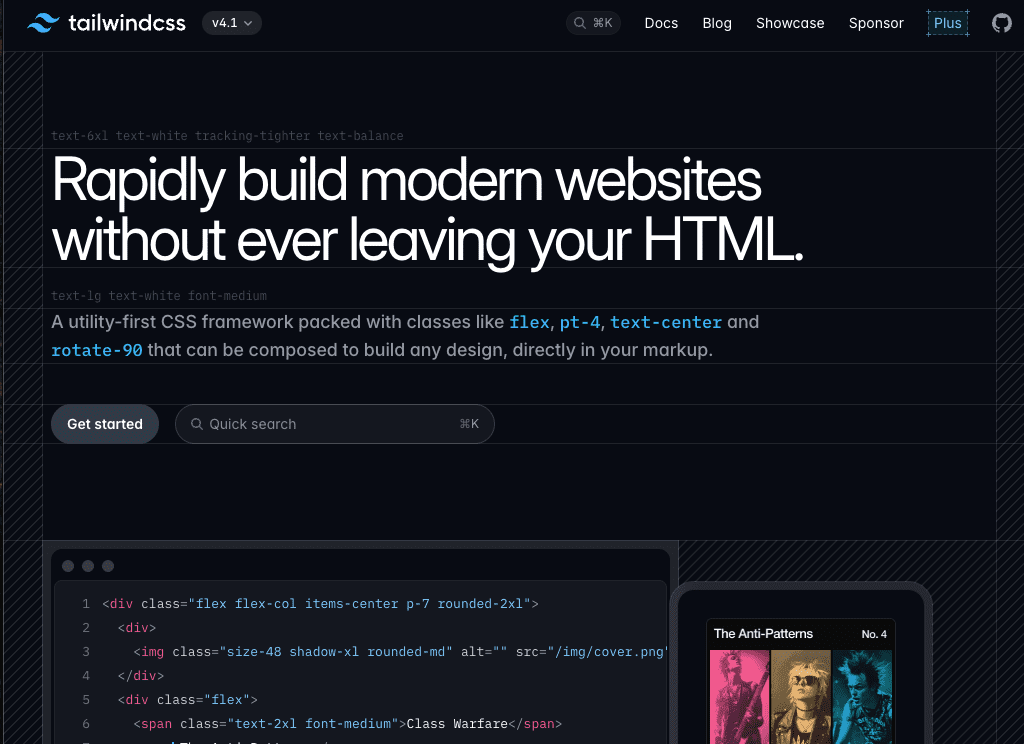 tailwindcss
v4.1
⌘K
Docs
Blog
Showcase
Sponsor
Plus
text-6xl text-white tracking-tighter text-balance
Rapidly build modern websites
without ever leaving your HTML.
text-lg text-white font-medium
A utility-first CSS framework packed with classes like flex, pt-4, text-center and
rotate-90 that can be composed to build any design, directly in your markup.
Get started
Quick search ⌘K
1 <div class="flex flex-col items-center p-7 rounded-2xl">
2 <div>
3 <img class="size-48 shadow-xl rounded-md" alt="" src="/img/cover.png"
4 </div>
5 <div class="flex">
6 <span class="text-2xl font-medium">Class Warfare</span>
The Anti-Patterns No. 4